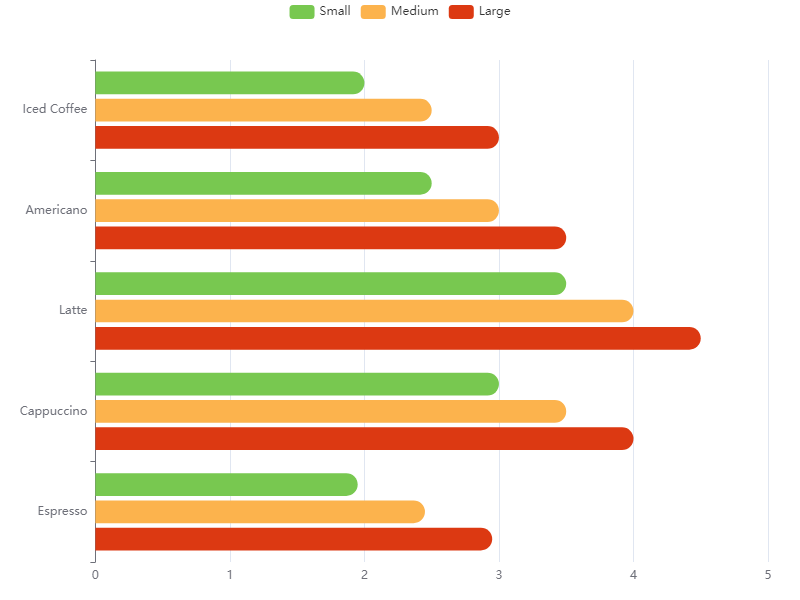 Small Medium Large
Iced Coffee
Americano
Latte
Cappuccino
Espresso
0 1 2 3 4 5